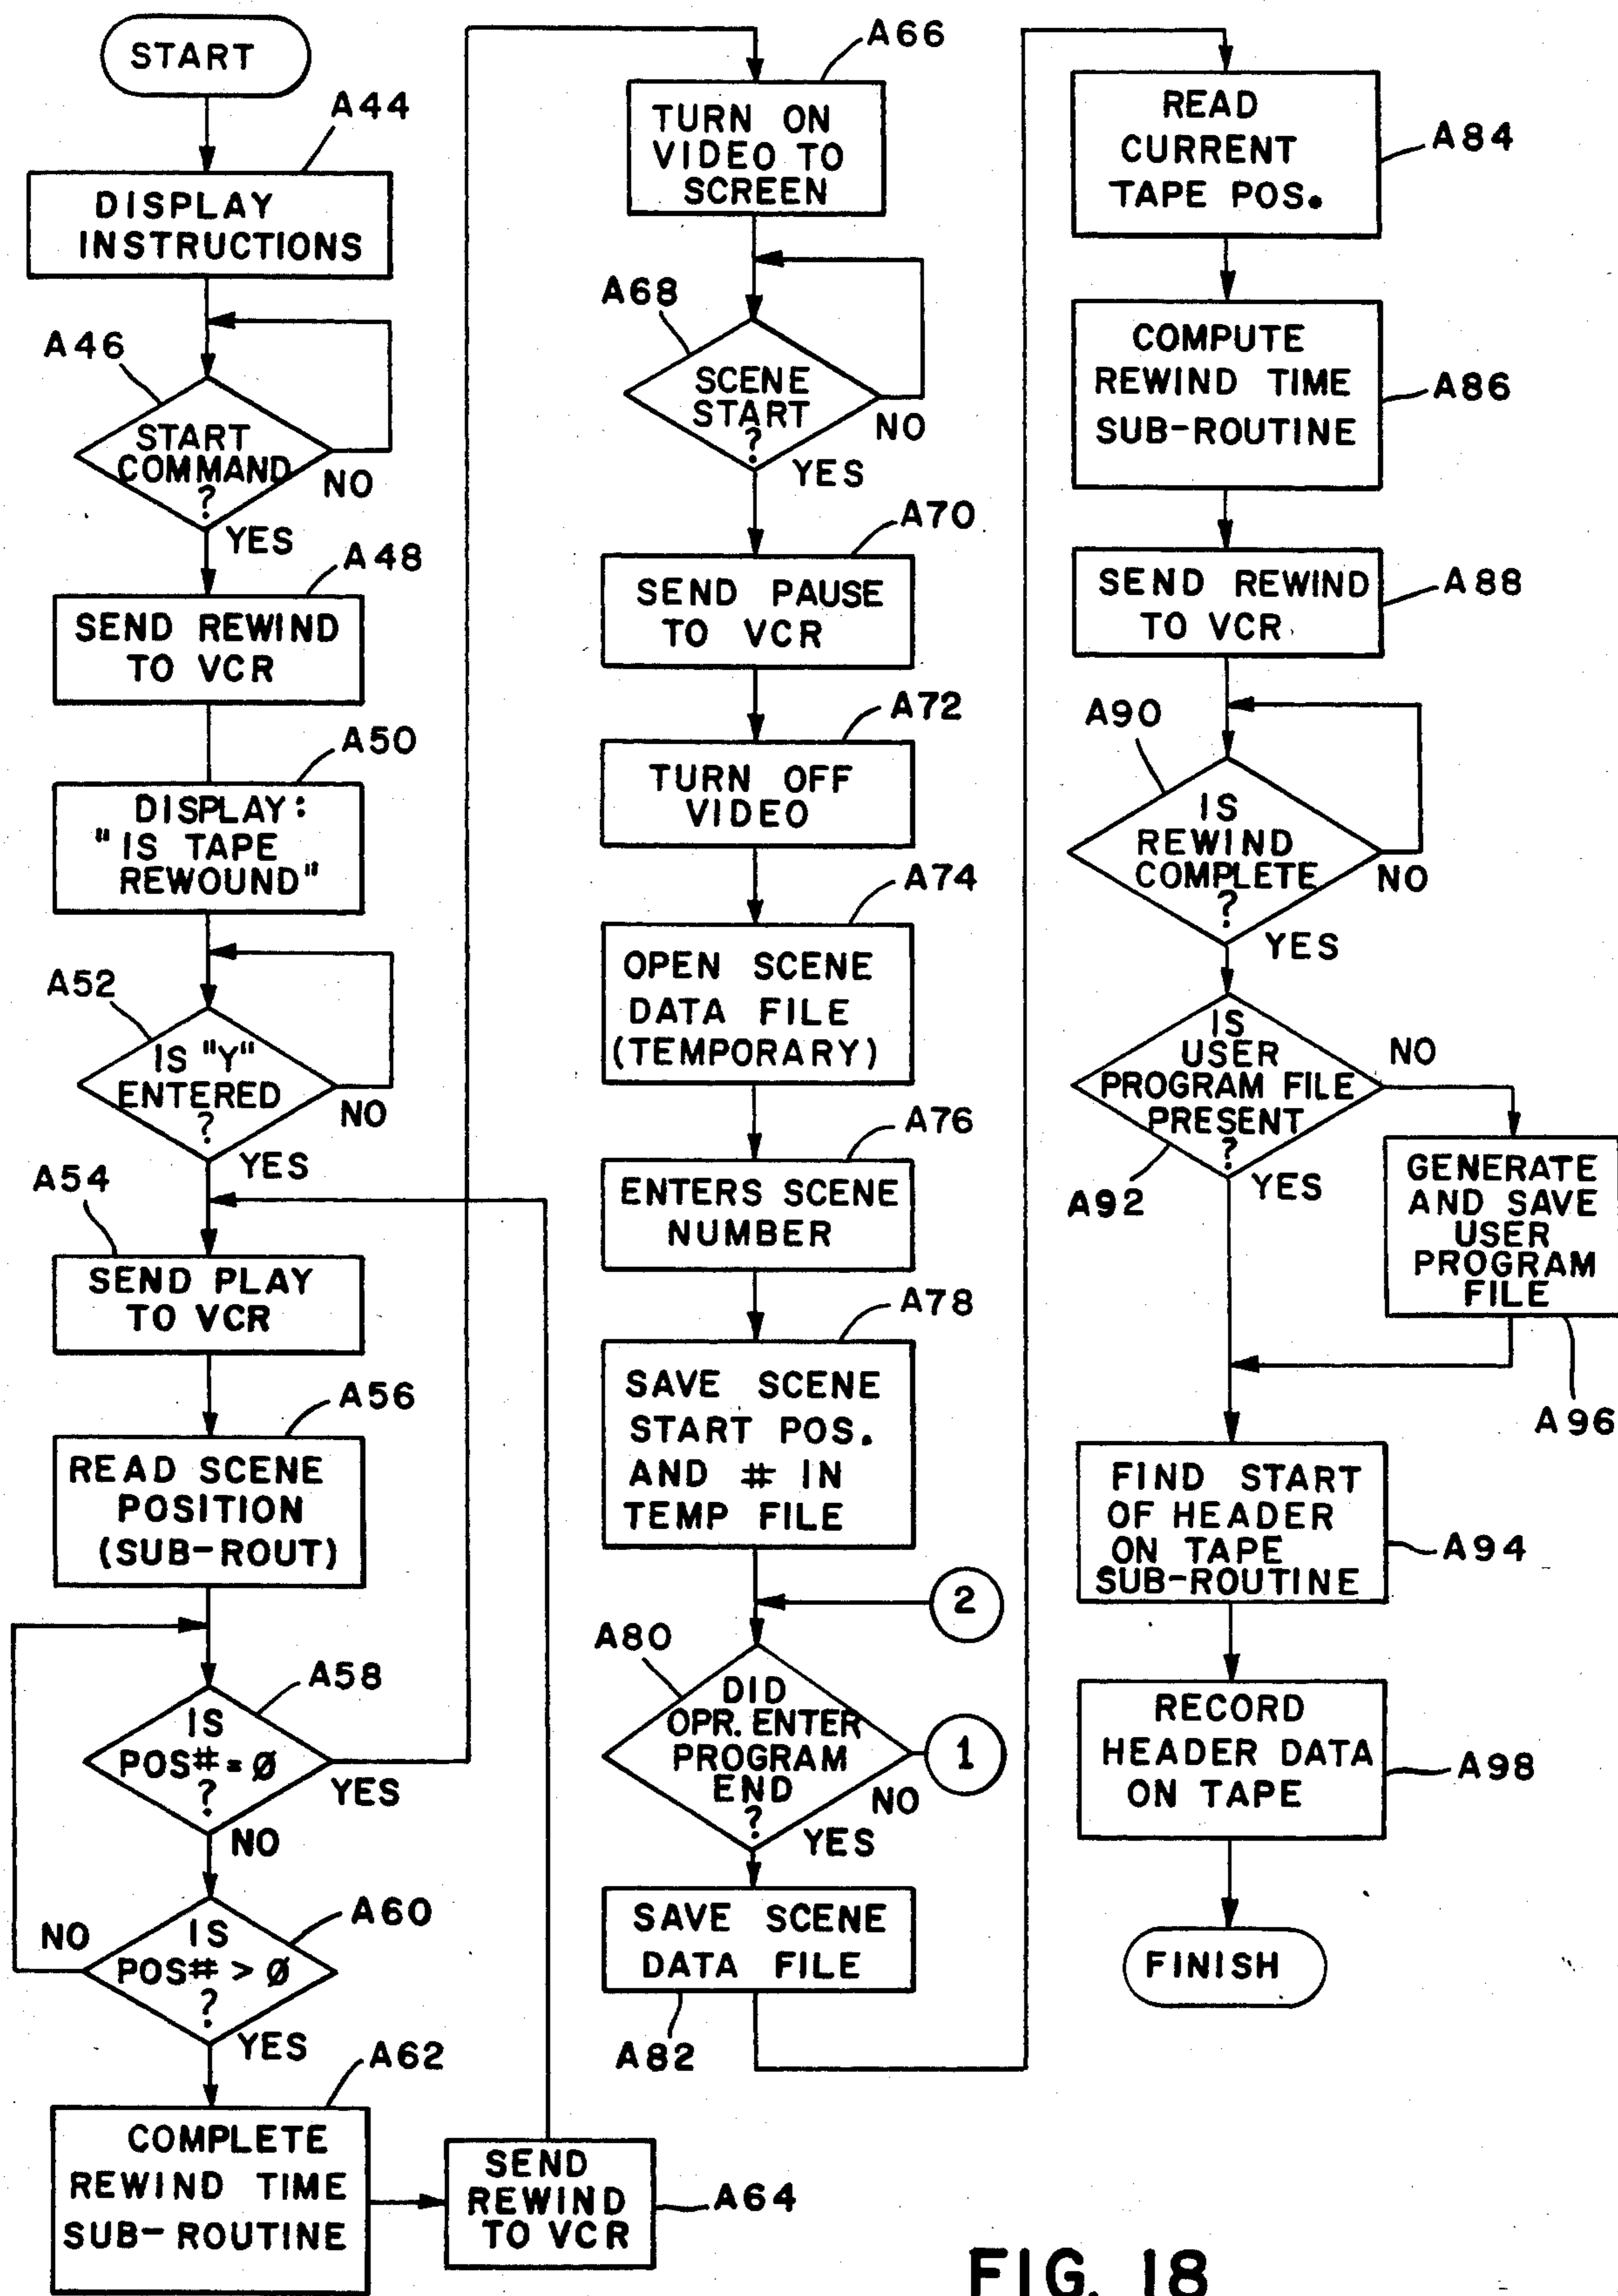 START
A44
DISPLAY
INSTRUCTIONS
A46
START
COMMAND
?
NO
YES
A48
SEND REWIND
TO VCR
A50
DISPLAY:
"IS TAPE
REWOUND"
A52
IS "Y"
ENTERED
?
NO
YES
A54
SEND PLAY
TO VCR
A56
READ SCENE
POSITION
(SUB-ROUT)
A58
IS
POS# = Ø
?
YES
NO
A60
NO
IS
POS# > Ø
?
YES
A62
COMPLETE
REWIND TIME
SUB-ROUTINE
SEND
REWIND
TO VCR
A64
A66
TURN ON
VIDEO TO
SCREEN
A68
SCENE
START
?
NO
YES
A70
SEND PAUSE
TO VCR
A72
TURN OFF
VIDEO
A74
OPEN SCENE
DATA FILE
(TEMPORARY)
A76
ENTERS SCENE
NUMBER
A78
SAVE SCENE
START POS.
AND # IN
TEMP FILE
2
A80
DID
OPR. ENTER
PROGRAM
END
?
1
NO
YES
SAVE SCENE
DATA FILE
A82
READ
CURRENT
TAPE POS.
A84
COMPUTE
REWIND TIME
SUB-ROUTINE
A86
SEND REWIND
TO VCR
A88
A90
IS
REWIND
COMPLETE
?
NO
YES
IS
USER
PROGRAM FILE
PRESENT
?
NO
A92
YES
GENERATE
AND SAVE
USER
PROGRAM
FILE
A96
FIND START
OF HEADER
ON TAPE
SUB-ROUTINE
A94
RECORD
HEADER DATA
ON TAPE
A98
FINISH
FIG. 18